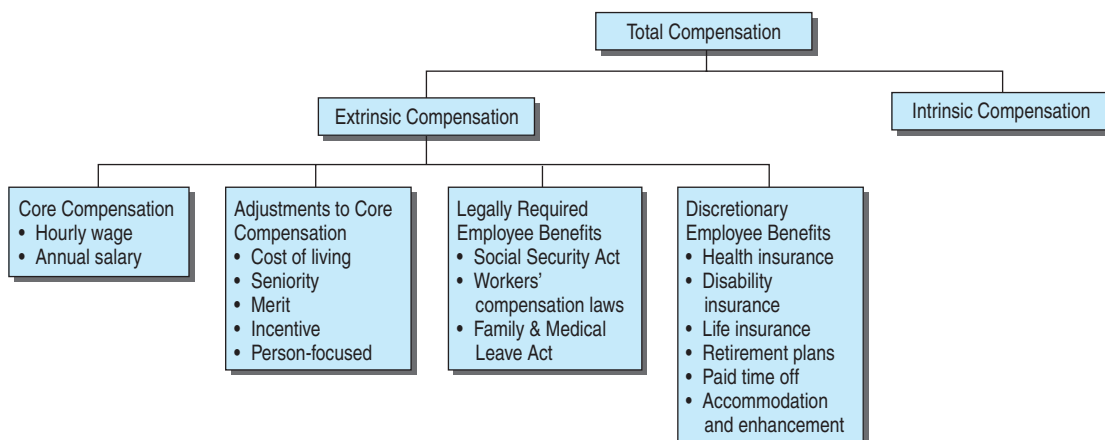 Total Compensation
Extrinsic Compensation
Intrinsic Compensation
Core Compensation
• Hourly wage
• Annual salary
Adjustments to Core
Compensation
• Cost of living
• Seniority
• Merit
• Incentive
• Person-focused
Legally Required
Employee Benefits
• Social Security Act
• Workers’
compensation laws
• Family & Medical
Leave Act
Discretionary
Employee Benefits
• Health insurance
• Disability
insurance
• Life insurance
• Retirement plans
• Paid time off
• Accommodation
and enhancement